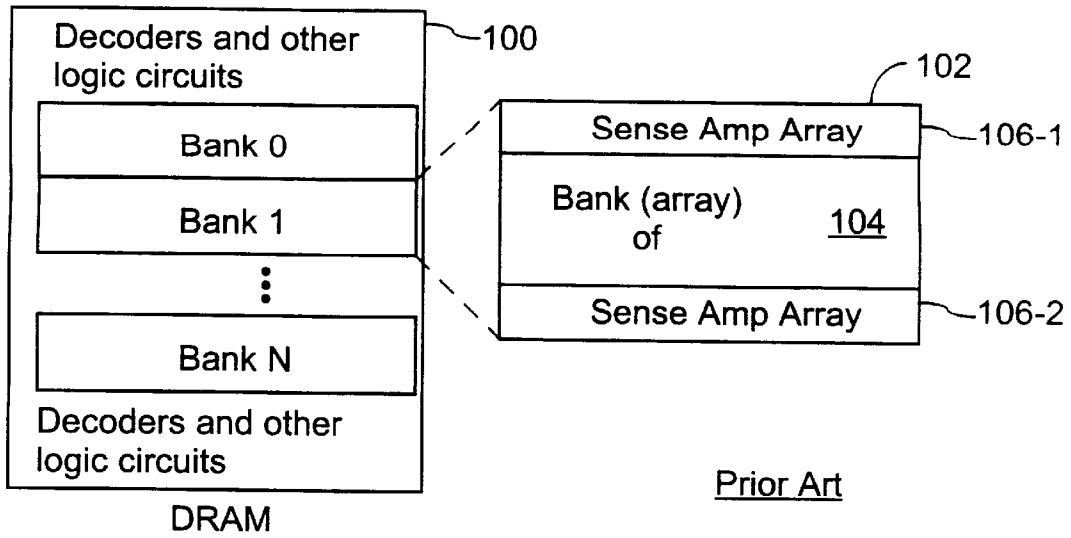 Decoders and other
logic circuits
Bank 0
Bank 1
Bank N
Decoders and other
logic circuits
DRAM
100
102
Sense Amp Array
106-1
Bank (array)
of
104
Sense Amp Array
106-2
Prior Art